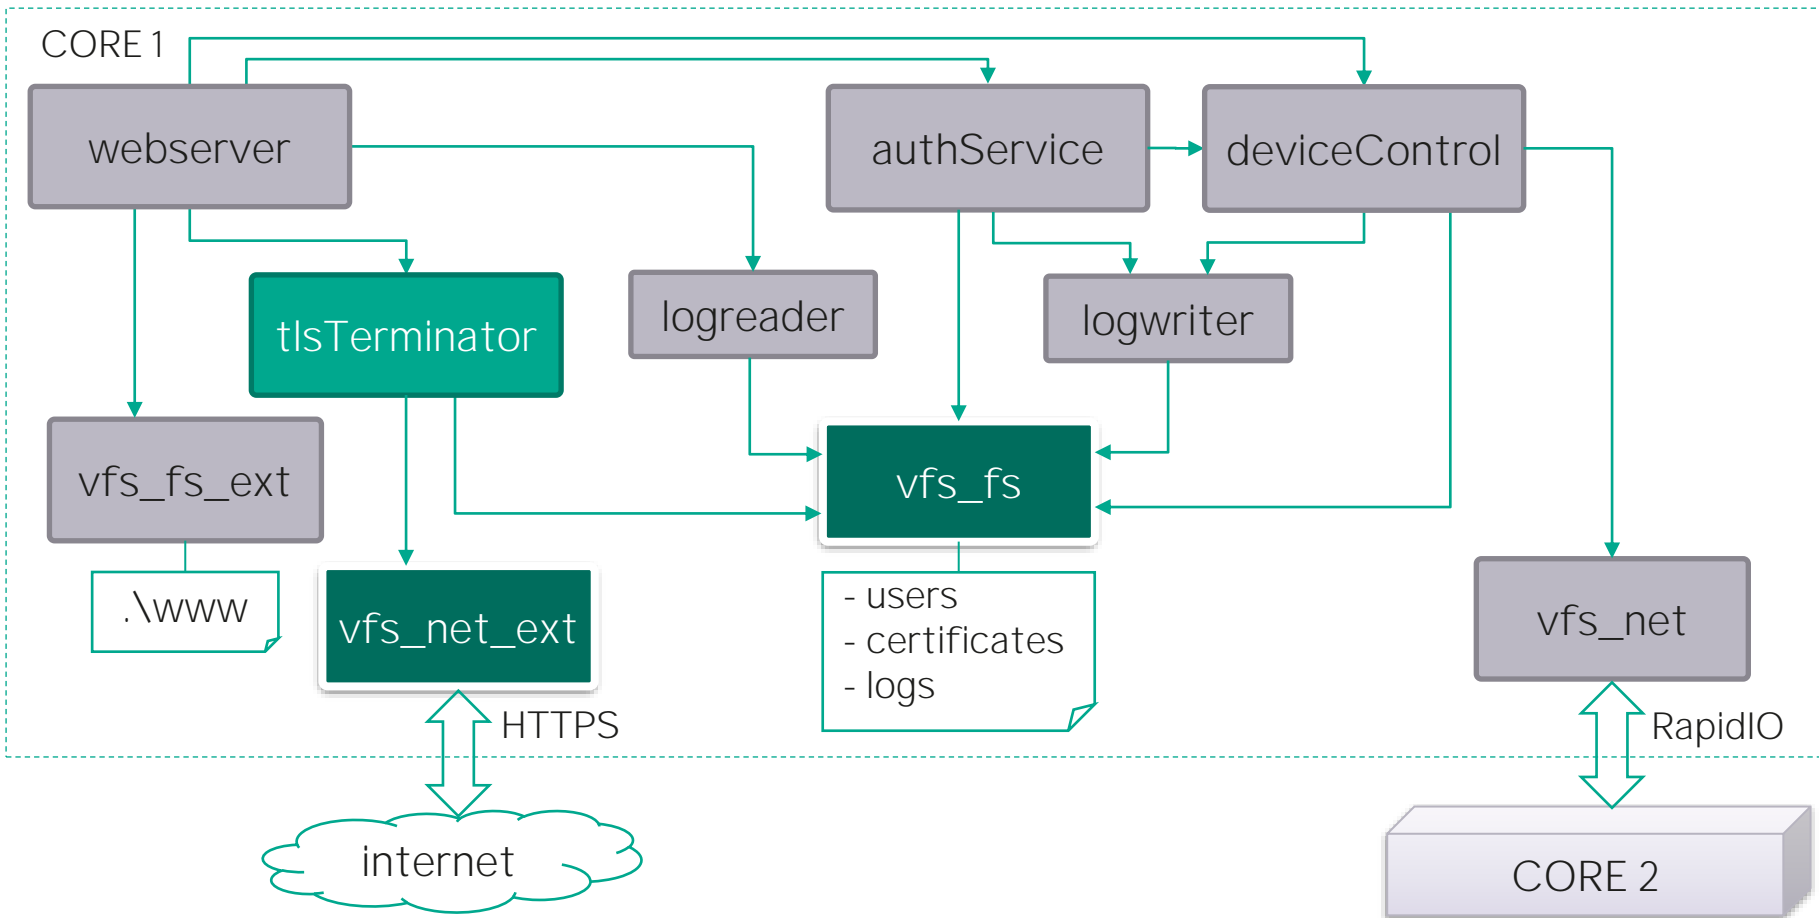 CORE 1
webserver
authService
deviceControl
tlsTerminator
logreader
logwriter
vfs_fs_ext
vfs_fs
.\www
vfs_net_ext
- users
- certificates
- logs
vfs_net
HTTPS
RapidIO
internet
CORE 2